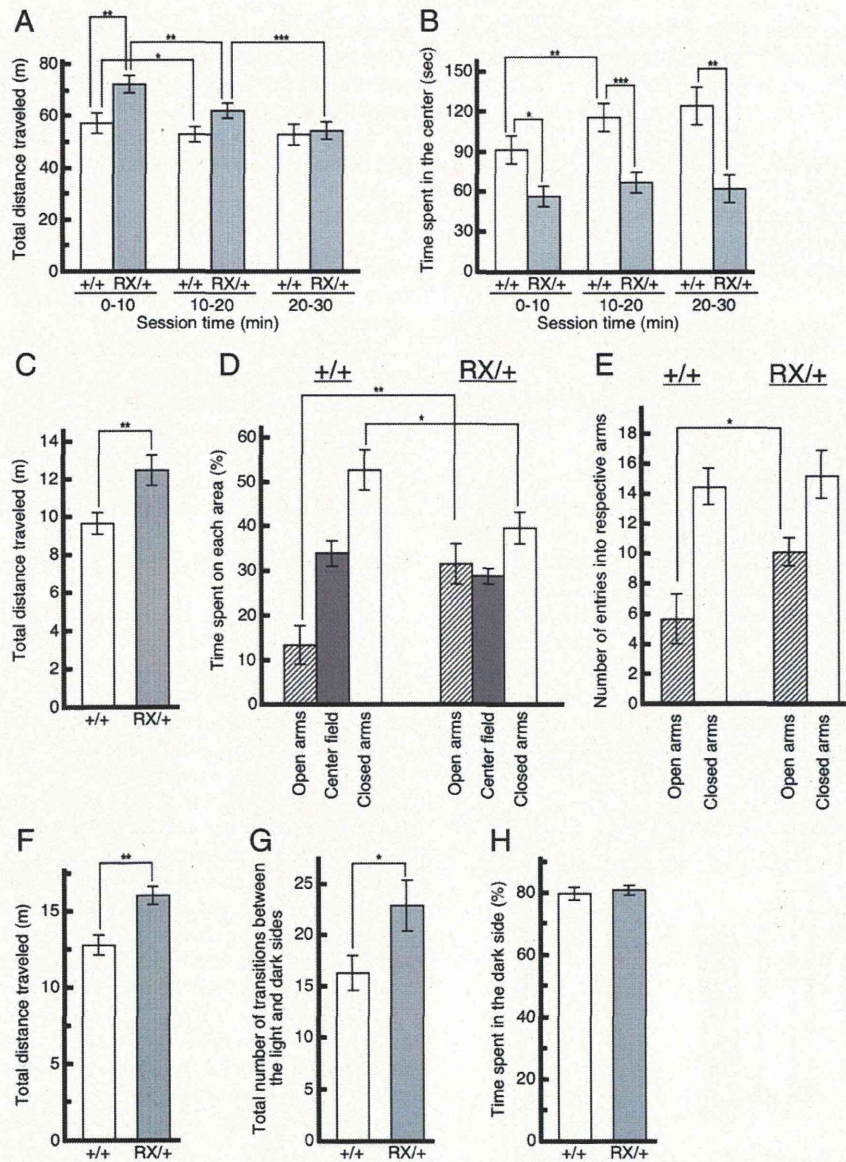 A
** ** *** *
Total distance traveled (m)
80
60
40
20
0
+/+ RX/+ +/+ RX/+ +/+ RX/+
0-10 10-20 20-30
Session time (min)
B
** * *** **
Time spent in the center (sec)
150
120
90
60
30
0
+/+ RX/+ +/+ RX/+ +/+ RX/+
0-10 10-20 20-30
Session time (min)
C
**
Total distance traveled (m)
14
12
10
8
6
4
2
0
+/+ RX/+
D
+/+ RX/+
**
*
Time spent on each area (%)
60
50
40
30
20
10
0
Open arms
Center field
Closed arms
Open arms
Center field
Closed arms
E
+/+ RX/+
*
Number of entries into respective arms
18
16
14
12
10
8
6
4
2
0
Open arms
Closed arms
Open arms
Closed arms
F
**
Total distance traveled (m)
15
10
5
0
+/+ RX/+
G
*
Total number of transitions between
the light and dark sides
25
20
15
10
5
0
+/+ RX/+
H
Time spent in the dark side (%)
80
60
40
20
0
+/+ RX/+